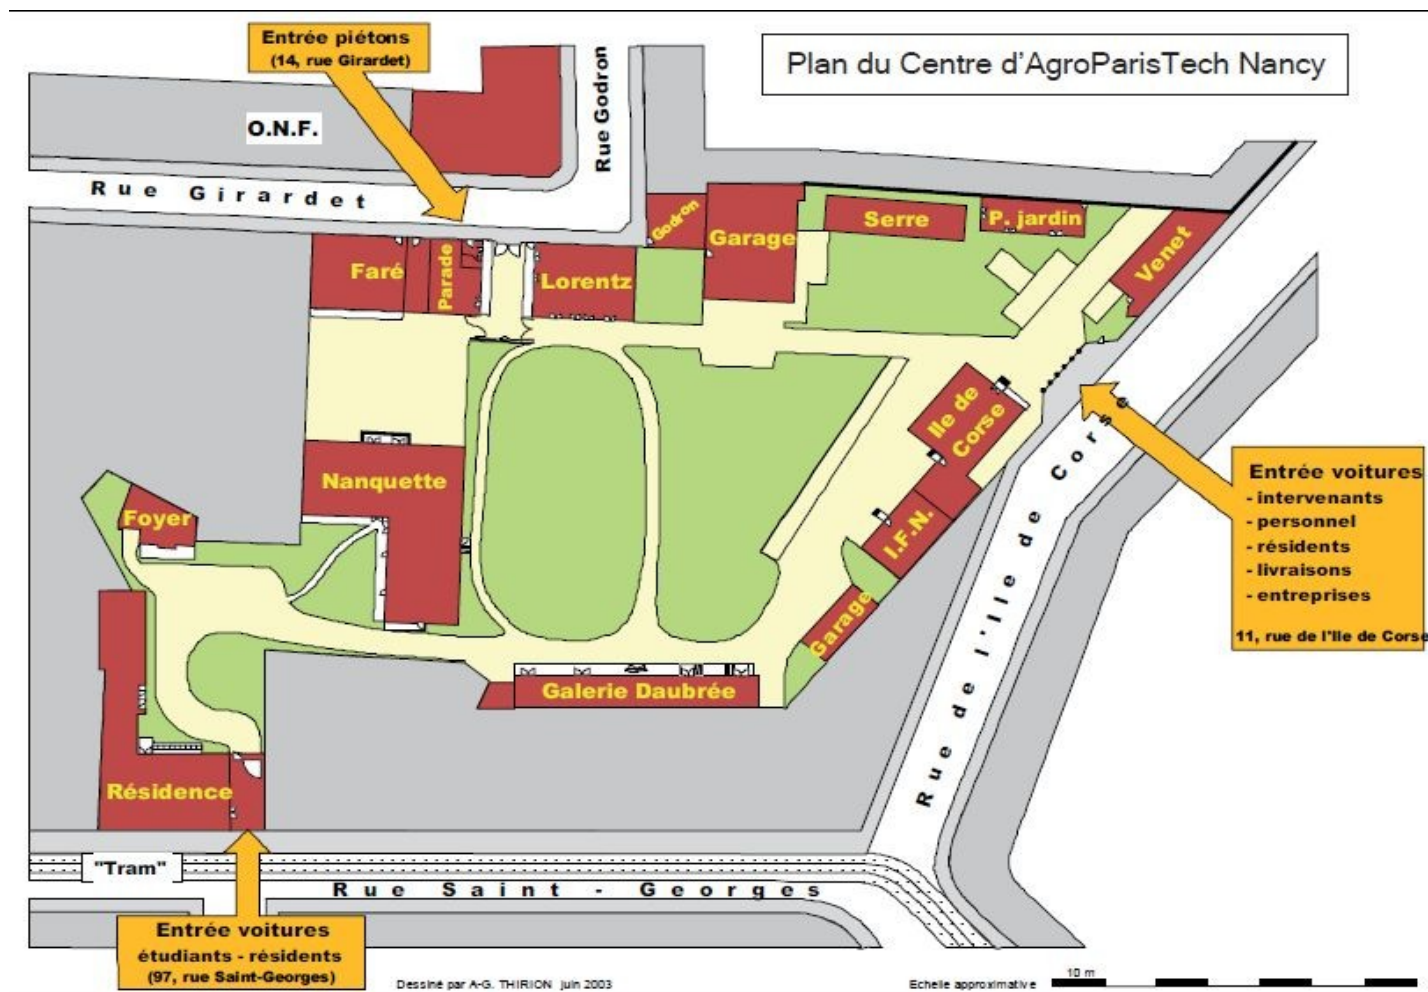 Entrée piétons
(14, rue Girardet)
Plan du Centre d'AgroParisTech Nancy
O.N.F.
Rue Godron
Rue Girardet
Godron
Garage
Serre
P. jardin
Venet
Faré
Parade
Lorentz
Ile de
Corse
Nanquette
Foyer
I.F.N.
Garage
Entrée voitures
- intervenants
- personnel
- résidents
- livraisons
- entreprises
11, rue de l'Ile de Corse
Rue de l'Ile de Corse
Galerie Daubrée
Résidence
"Tram"
Rue Saint - Georges
Entrée voitures
étudiants - résidents
(97, rue Saint-Georges)
Dessiné par A-G. THIRION juin 2003
Echelle approximative
10 m